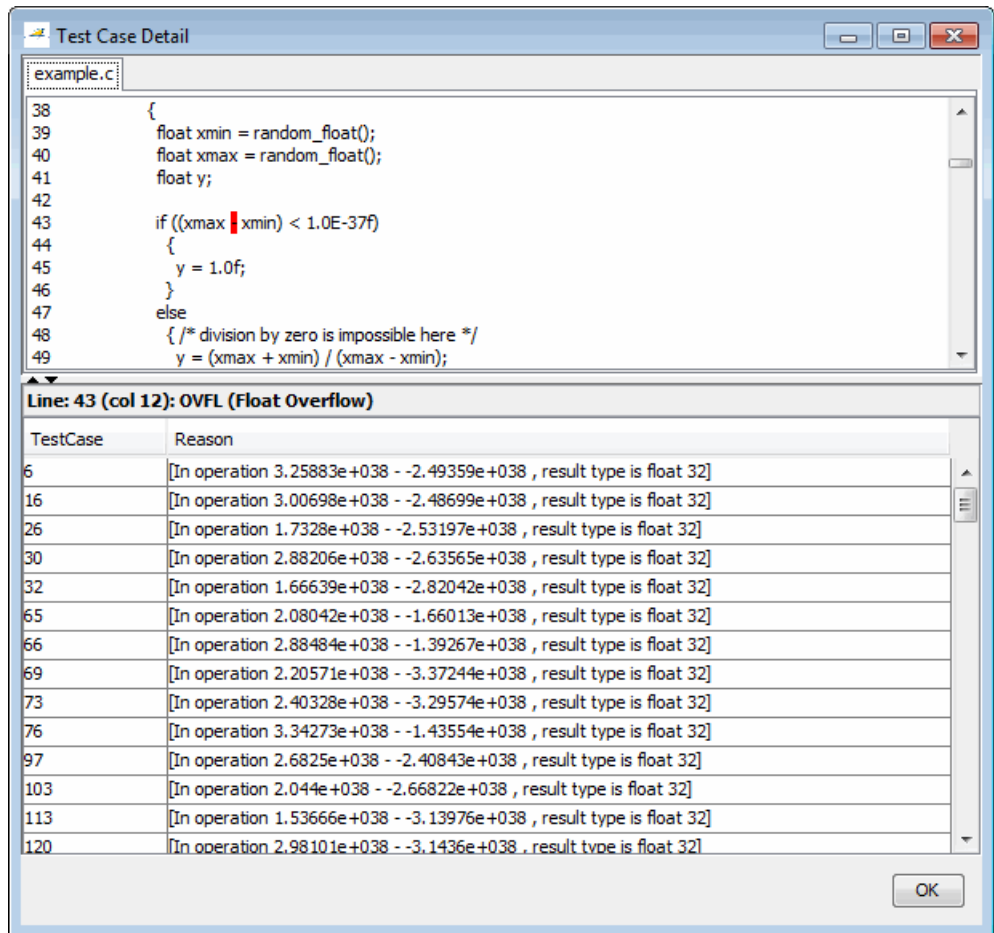 Test Case Detail
example.c
38 {
39 float xmin = random_float();
40 float xmax = random_float();
41 float y;
42
43 if ((xmax - xmin) < 1.0E-37f)
44 {
45 y = 1.0f;
46 }
47 else
48 { /* division by zero is impossible here */
49 y = (xmax + xmin) / (xmax - xmin);
Line: 43 (col 12): OVFL (Float Overflow)
TestCase Reason
6 [In operation 3.25883e+038 - -2.49359e+038 , result type is float 32]
16 [In operation 3.00698e+038 - -2.48699e+038 , result type is float 32]
26 [In operation 1.7328e+038 - -2.53197e+038 , result type is float 32]
30 [In operation 2.88206e+038 - -2.63565e+038 , result type is float 32]
32 [In operation 1.66639e+038 - -2.82042e+038 , result type is float 32]
65 [In operation 2.08042e+038 - -1.66013e+038 , result type is float 32]
66 [In operation 2.88484e+038 - -1.39267e+038 , result type is float 32]
69 [In operation 2.20571e+038 - -3.37244e+038 , result type is float 32]
73 [In operation 2.40328e+038 - -3.29574e+038 , result type is float 32]
76 [In operation 3.34273e+038 - -1.43554e+038 , result type is float 32]
97 [In operation 2.6825e+038 - -2.40843e+038 , result type is float 32]
103 [In operation 2.044e+038 - -2.66822e+038 , result type is float 32]
113 [In operation 1.53666e+038 - -3.13976e+038 , result type is float 32]
120 [In operation 2.98101e+038 - -3.1436e+038 , result type is float 32]
OK